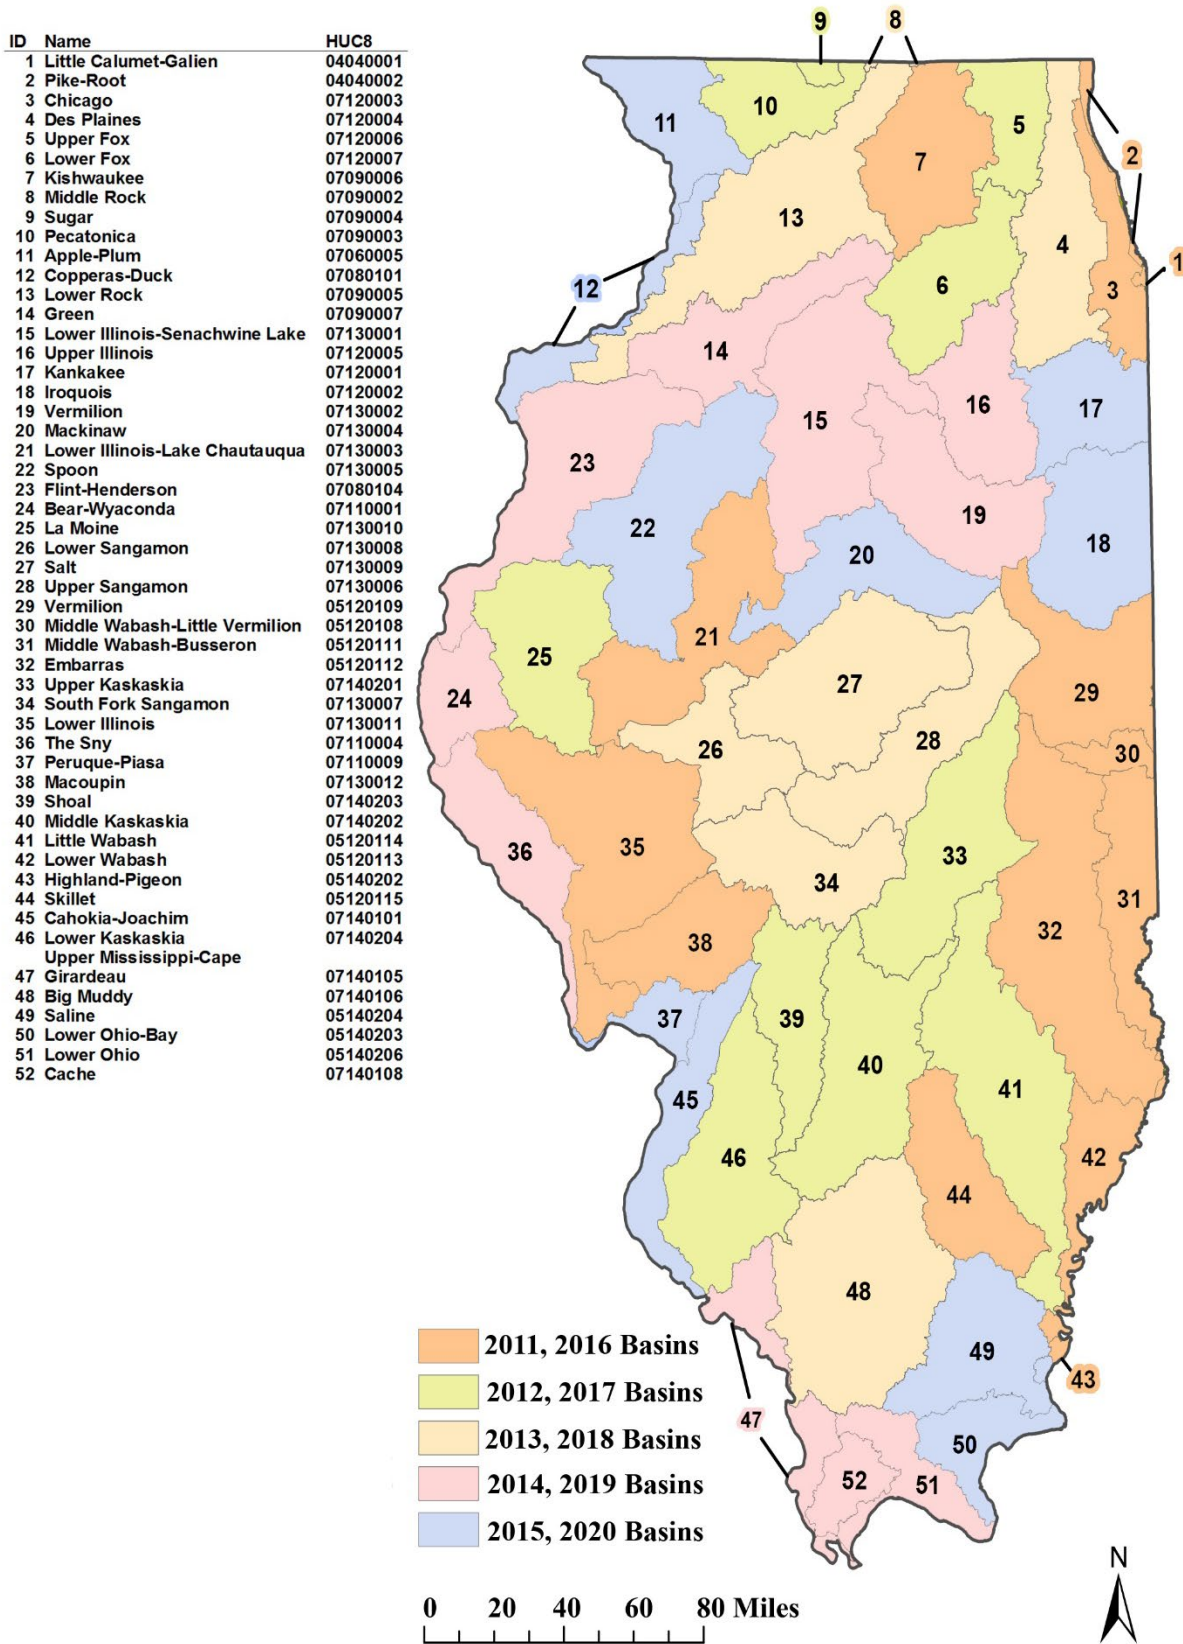 ID Name HUC8
1 Little Calumet-Galien 04040001
2 Pike-Root 04040002
3 Chicago 07120003
4 Des Plaines 07120004
5 Upper Fox 07120006
6 Lower Fox 07120007
7 Kishwaukee 07090006
8 Middle Rock 07090002
9 Sugar 07090004
10 Pecatonica 07090003
11 Apple-Plum 07060005
12 Copperas-Duck 07080101
13 Lower Rock 07090005
14 Green 07090007
15 Lower Illinois-Senachwine Lake 07130001
16 Upper Illinois 07120005
17 Kankakee 07120001
18 Iroquois 07120002
19 Vermilion 07130002
20 Mackinaw 07130004
21 Lower Illinois-Lake Chautauqua 07130003
22 Spoon 07130005
23 Flint-Henderson 07080104
24 Bear-Wyaconda 07110001
25 La Moine 07130010
26 Lower Sangamon 07130008
27 Salt 07130009
28 Upper Sangamon 07130006
29 Vermilion 05120109
30 Middle Wabash-Little Vermilion 05120108
31 Middle Wabash-Busseron 05120111
32 Embarras 05120112
33 Upper Kaskaskia 07140201
34 South Fork Sangamon 07130007
35 Lower Illinois 07130011
36 The Sny 07110004
37 Peruque-Piasa 07110009
38 Macoupin 07130012
39 Shoal 07140203
40 Middle Kaskaskia 07140202
41 Little Wabash 05120114
42 Lower Wabash 05120113
43 Highland-Pigeon 05140202
44 Skillet 05120115
45 Cahokia-Joachim 07140101
46 Lower Kaskaskia 07140204
Upper Mississippi-Cape
47 Girardeau 07140105
48 Big Muddy 07140106
49 Saline 05140204
50 Lower Ohio-Bay 05140203
51 Lower Ohio 05140206
52 Cache 07140108
9
8
10
11
5
7
2
13
4
1
12
6
3
14
16
17
15
23
19
22
18
20
21
25
27
29
24
28
26
30
35
36
33
34
31
32
38
37
39
40
41
45
46
42
44
48
49
43
47
50
52
51
2011, 2016 Basins
2012, 2017 Basins
2013, 2018 Basins
2014, 2019 Basins
2015, 2020 Basins
N
0 20 40 60 80 Miles